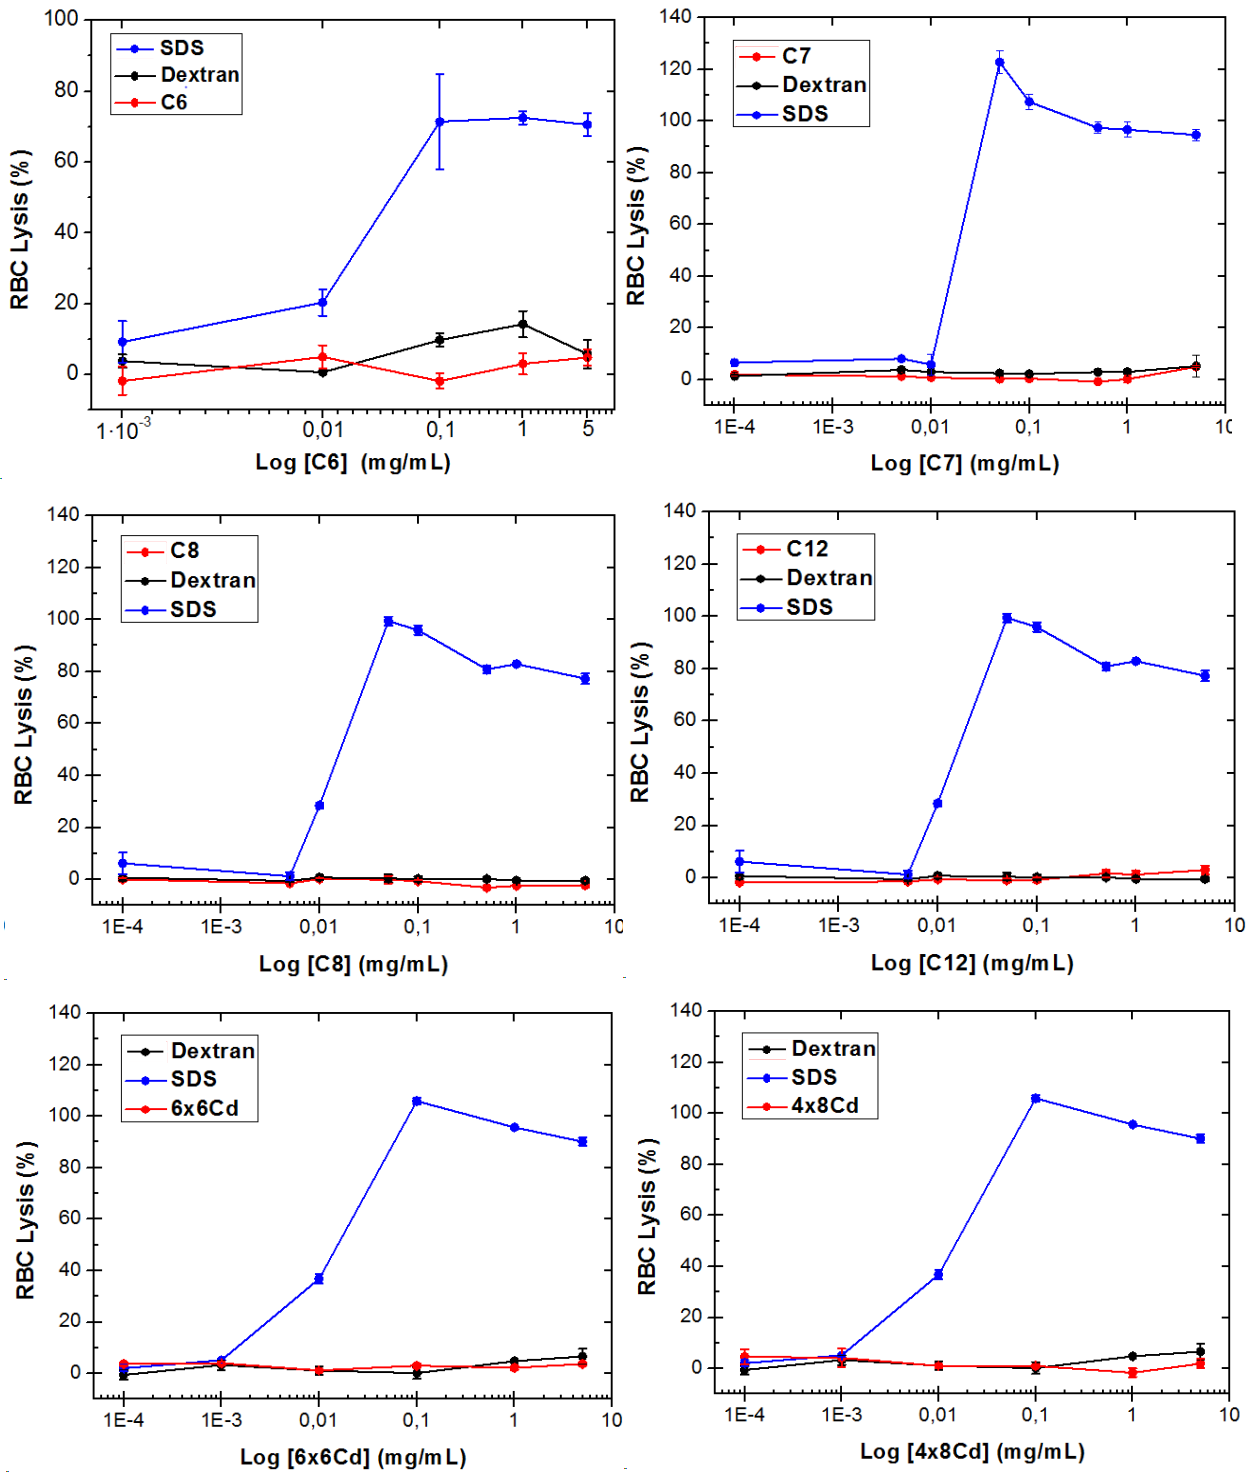 100
80
60
40
20
0
RBC Lysis (%)
SDS
Dextran
C6
1·10-3
0,01
0,1
1
5
Log [C6] (mg/mL)
140
120
100
80
60
40
20
0
RBC Lysis (%)
C7
Dextran
SDS
1E-4
1E-3
0,01
0,1
1
10
Log [C7] (mg/mL)
140
120
100
80
60
40
20
0
RBC Lysis (%)
C8
Dextran
SDS
1E-4
1E-3
0,01
0,1
1
10
Log [C8] (mg/mL)
140
120
100
80
60
40
20
0
RBC Lysis (%)
C12
Dextran
SDS
1E-4
1E-3
0,01
0,1
1
10
Log [C12] (mg/mL)
140
120
100
80
60
40
20
0
RBC Lysis (%)
Dextran
SDS
6x6Cd
1E-4
1E-3
0,01
0,1
1
10
Log [6x6Cd] (mg/mL)
140
120
100
80
60
40
20
0
RBC Lysis (%)
Dextran
SDS
4x8Cd
1E-4
1E-3
0,01
0,1
1
10
Log [4x8Cd] (mg/mL)